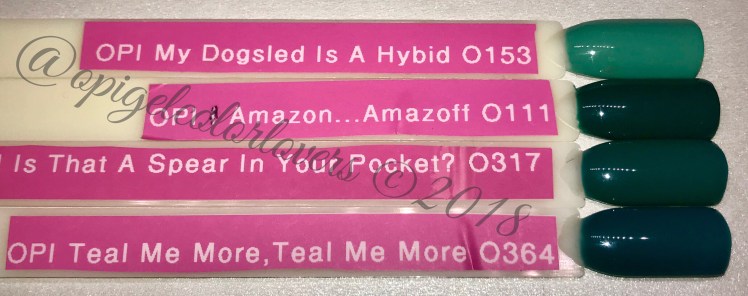 OPI My Dogsled Is A Hybid O153
OPI Amazon...Amazoff O111
Is That A Spear In Your Pocket? O317
OPI Teal Me More,Teal Me More O364
@opigelcolorlovers ©2018